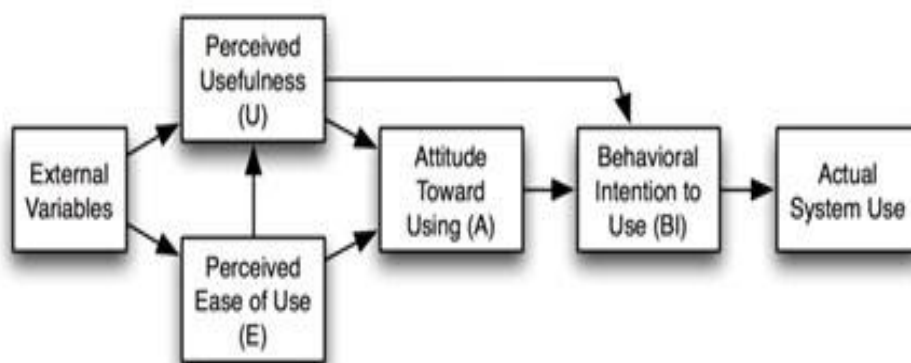 Perceived
Usefulness
(U)
External
Variables
Perceived
Ease of Use
(E)
Attitude
Toward
Using (A)
Behavioral
Intention to
Use (BI)
Actual
System Use